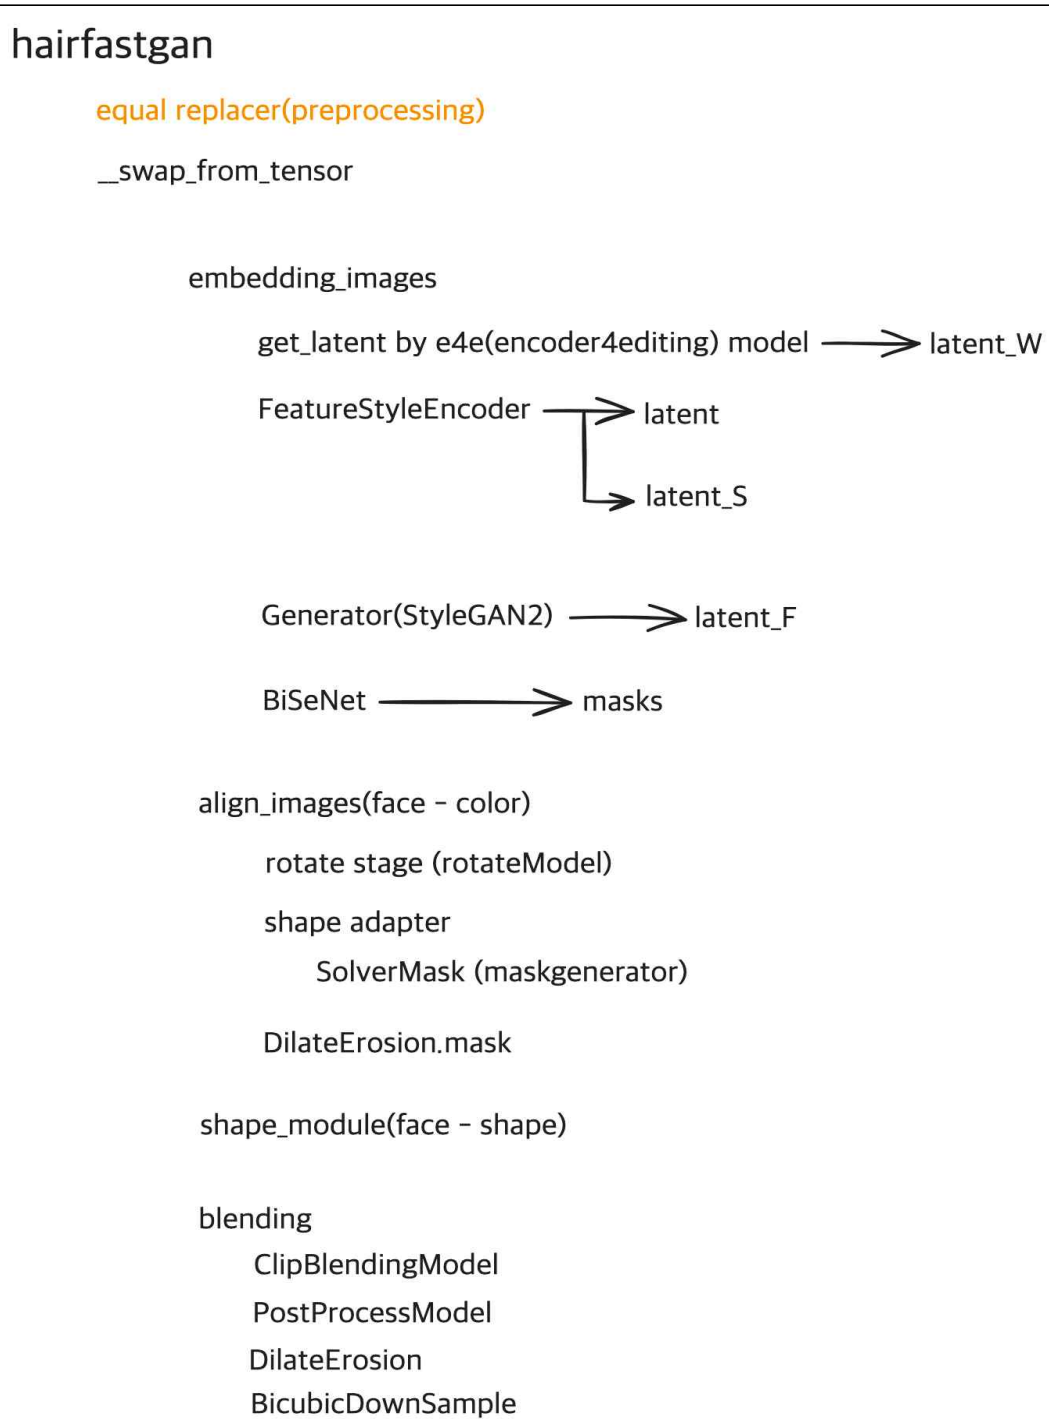 hairfastgan
equal replacer(preprocessing)
__swap_from_tensor
embedding_images
get_latent by e4e(encoder4editing) model
latent_W
FeatureStyleEncoder
latent
latent_S
Generator(StyleGAN2)
latent_F
BiSeNet
masks
align_images(face - color)
rotate stage (rotateModel)
shape adapter
SolverMask (maskgenerator)
DilateErosion.mask
shape_module(face - shape)
blending
ClipBlendingModel
PostProcessModel
DilateErosion
BicubicDownSample